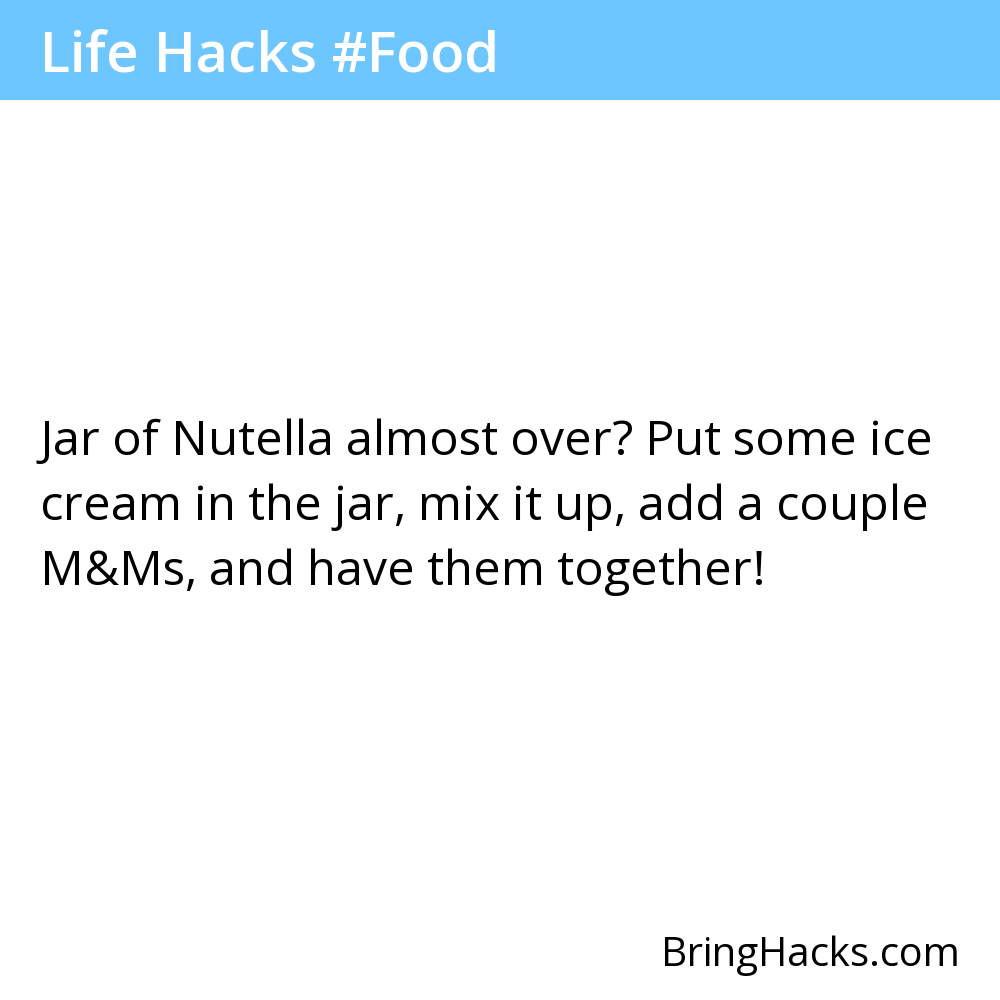 Life Hacks #Food
Jar of Nutella almost over? Put some ice
cream in the jar, mix it up, add a couple
M&Ms, and have them together!
BringHacks.com